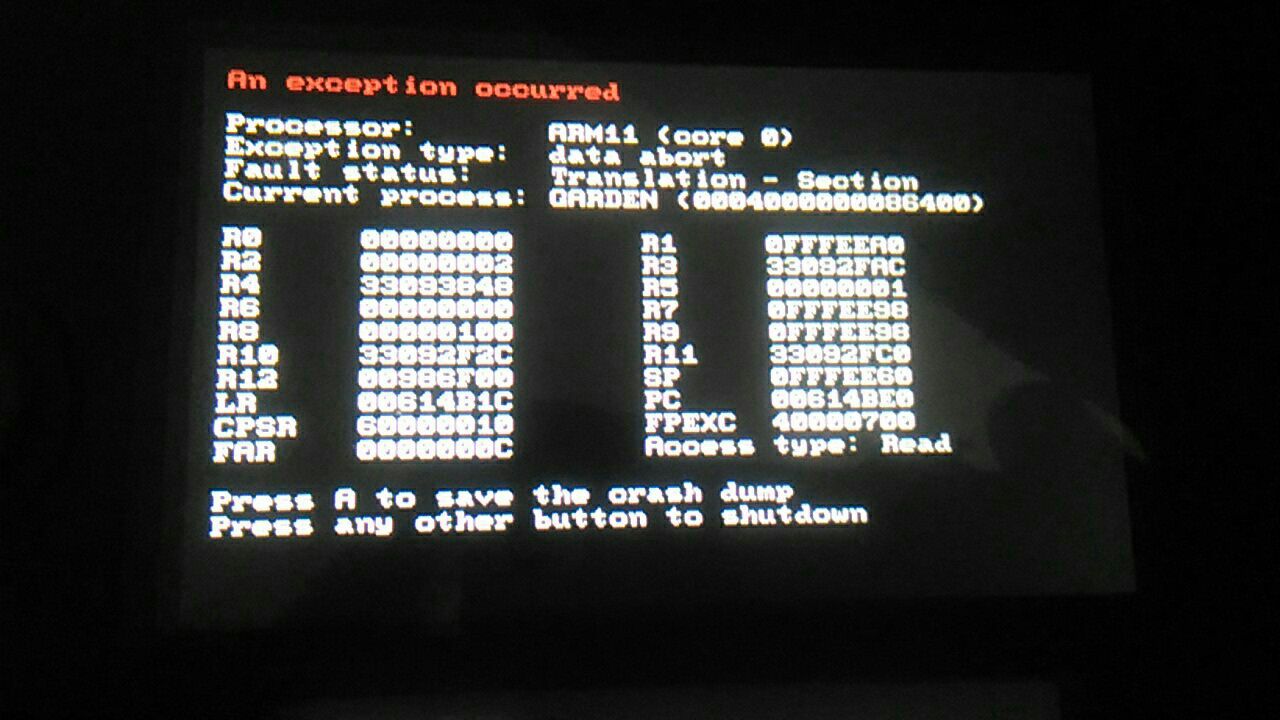 An exception occurred
Processor: ARM11 (core 0)
Exception type: data abort
Fault status: Translation - Section
Current process: GARDEN (0004000000086400)
R0 00000000 R1 0FFFEEA0
R2 00000002 R3 33092FAC
R4 33093848 R5 00000001
R6 00000000 R7 0FFFEE98
R8 00000100 R9 0FFFEE98
R10 33092F2C R11 33092FC0
R12 00986F00 SP 0FFFEE60
LR 00614B1C PC 00614BE0
CPSR 60000010 FPEXC 40000700
FAR 0000000C Access type: Read
Press A to save the crash dump
Press any other button to shutdown